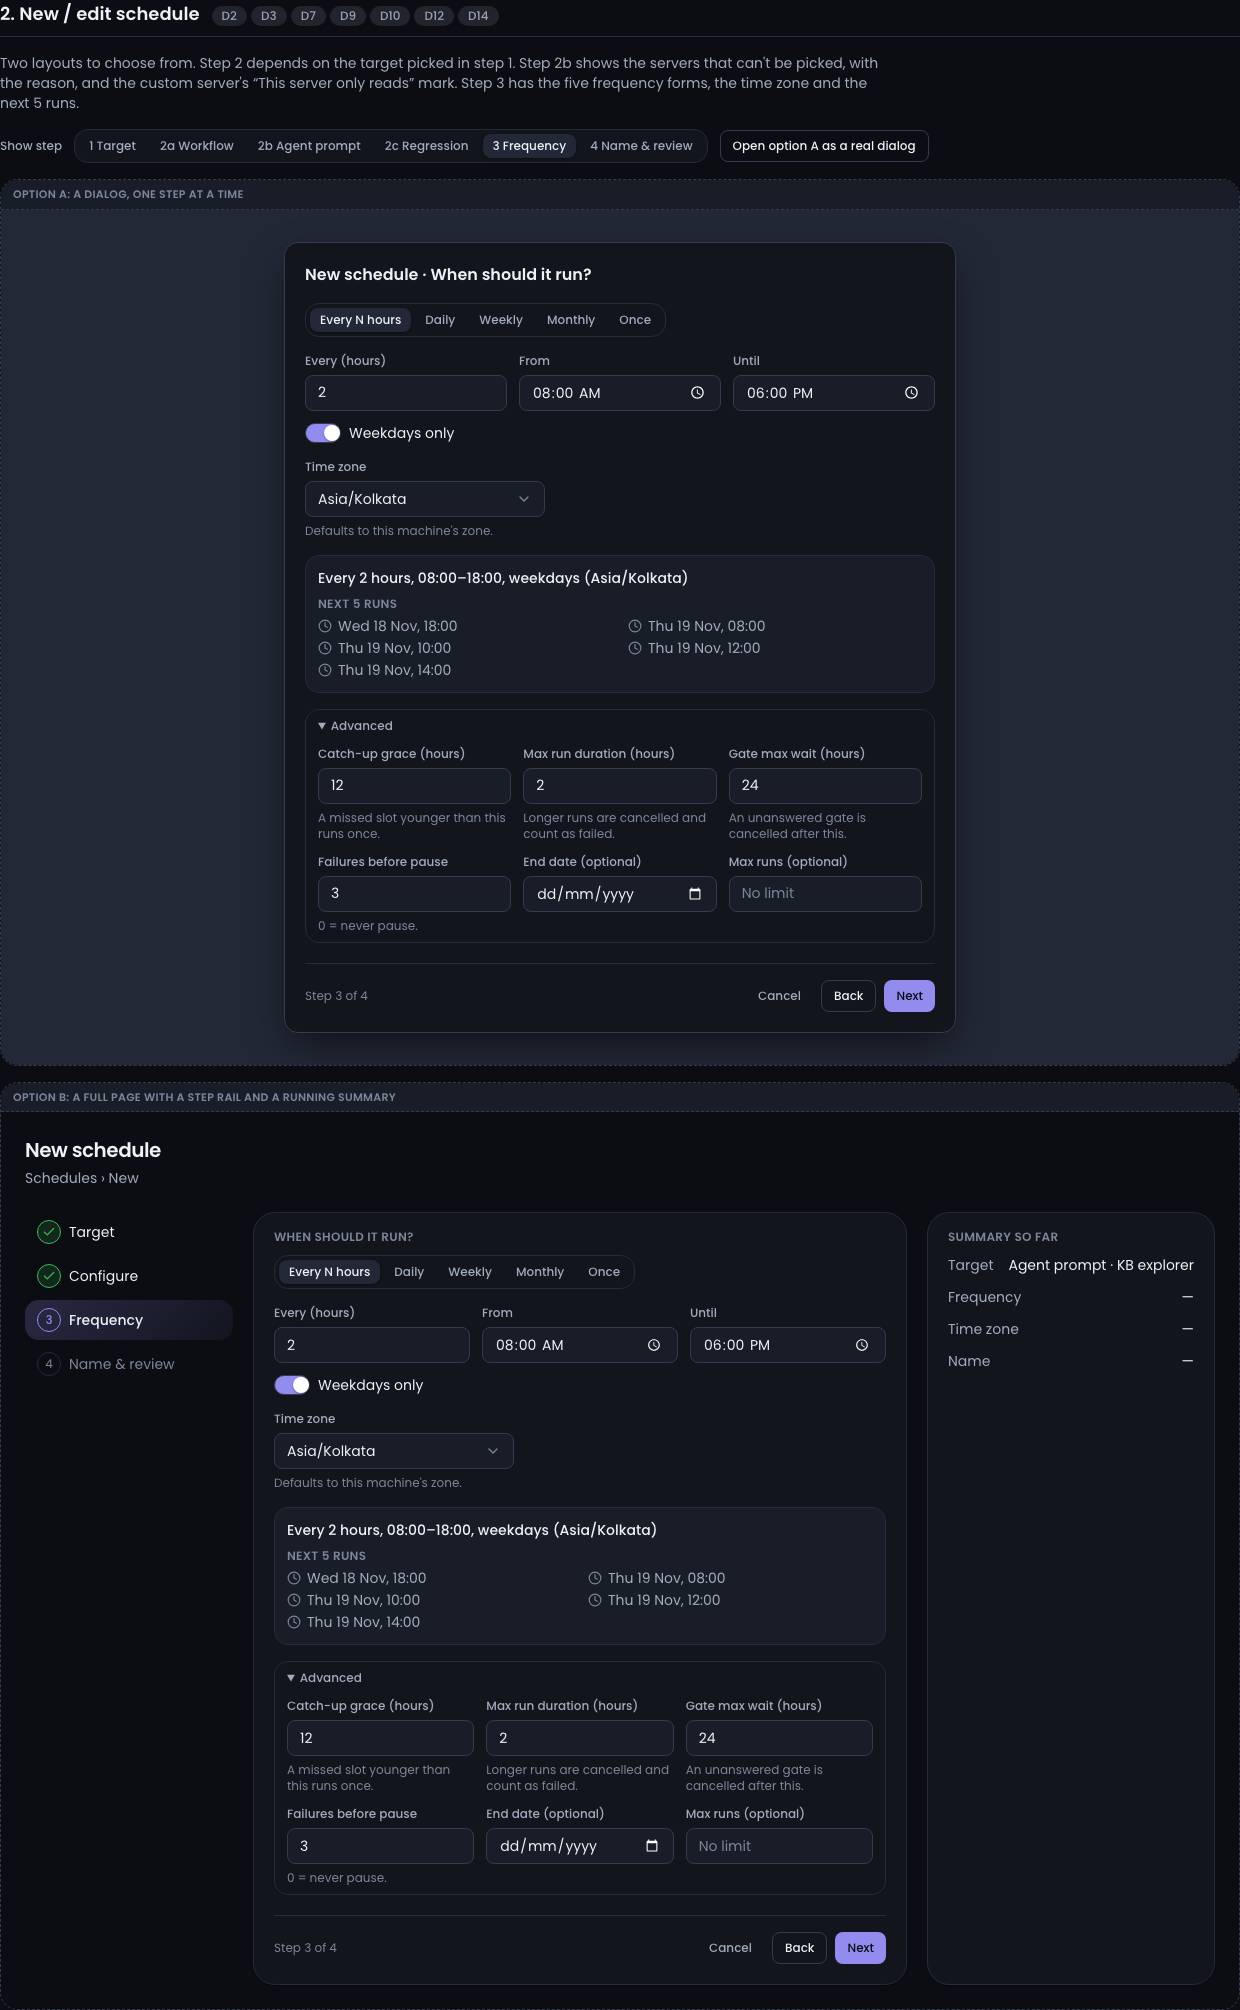 2. New / edit schedule D2 D3 D7 D9 D10 D12 D14
Two layouts to choose from. Step 2 depends on the target picked in step 1. Step 2b shows the servers that can't be picked, with
the reason, and the custom server's “This server only reads” mark. Step 3 has the five frequency forms, the time zone and the
next 5 runs.
Show step 1 Target 2a Workflow 2b Agent prompt 2c Regression 3 Frequency 4 Name & review Open option A as a real dialog
OPTION A: A DIALOG, ONE STEP AT A TIME
New schedule · When should it run?
Every N hours Daily Weekly Monthly Once
Every (hours) From Until
2 08:00 AM 06:00 PM
Weekdays only
Time zone
Asia/Kolkata
Defaults to this machine's zone.
Every 2 hours, 08:00–18:00, weekdays (Asia/Kolkata)
NEXT 5 RUNS
Wed 18 Nov, 18:00 Thu 19 Nov, 08:00
Thu 19 Nov, 10:00 Thu 19 Nov, 12:00
Thu 19 Nov, 14:00
▼ Advanced
Catch-up grace (hours) Max run duration (hours) Gate max wait (hours)
12 2 24
A missed slot younger than this Longer runs are cancelled and An unanswered gate is
runs once. count as failed. cancelled after this.
Failures before pause End date (optional) Max runs (optional)
3 dd/mm/yyyy No limit
0 = never pause.
Step 3 of 4 Cancel Back Next
OPTION B: A FULL PAGE WITH A STEP RAIL AND A RUNNING SUMMARY
New schedule
Schedules › New
Target
Configure
3 Frequency
4 Name & review
WHEN SHOULD IT RUN?
Every N hours Daily Weekly Monthly Once
Every (hours) From Until
2 08:00 AM 06:00 PM
Weekdays only
Time zone
Asia/Kolkata
Defaults to this machine's zone.
Every 2 hours, 08:00–18:00, weekdays (Asia/Kolkata)
NEXT 5 RUNS
Wed 18 Nov, 18:00 Thu 19 Nov, 08:00
Thu 19 Nov, 10:00 Thu 19 Nov, 12:00
Thu 19 Nov, 14:00
▼ Advanced
Catch-up grace (hours) Max run duration (hours) Gate max wait (hours)
12 2 24
A missed slot younger than Longer runs are cancelled and An unanswered gate is
this runs once. count as failed. cancelled after this.
Failures before pause End date (optional) Max runs (optional)
3 dd/mm/yyyy No limit
0 = never pause.
Step 3 of 4 Cancel Back Next
SUMMARY SO FAR
Target Agent prompt · KB explorer
Frequency —
Time zone —
Name —